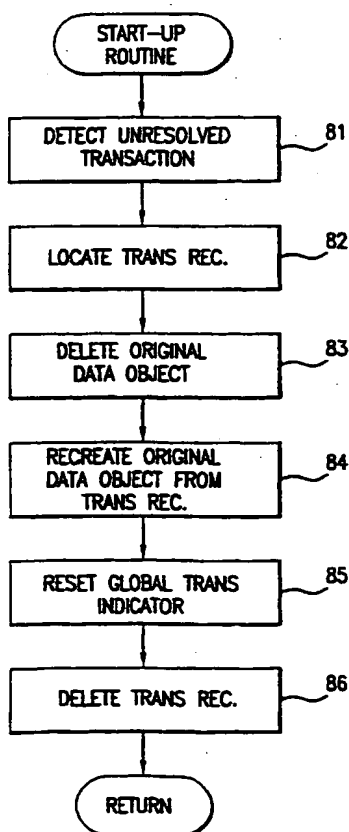 START-UP
ROUTINE
DETECT UNRESOLVED
TRANSACTION
81
LOCATE TRANS REC.
82
DELETE ORIGINAL
DATA OBJECT
83
RECREATE ORIGINAL
DATA OBJECT FROM
TRANS REC.
84
RESET GLOBAL TRANS
INDICATOR
85
DELETE TRANS REC.
86
RETURN